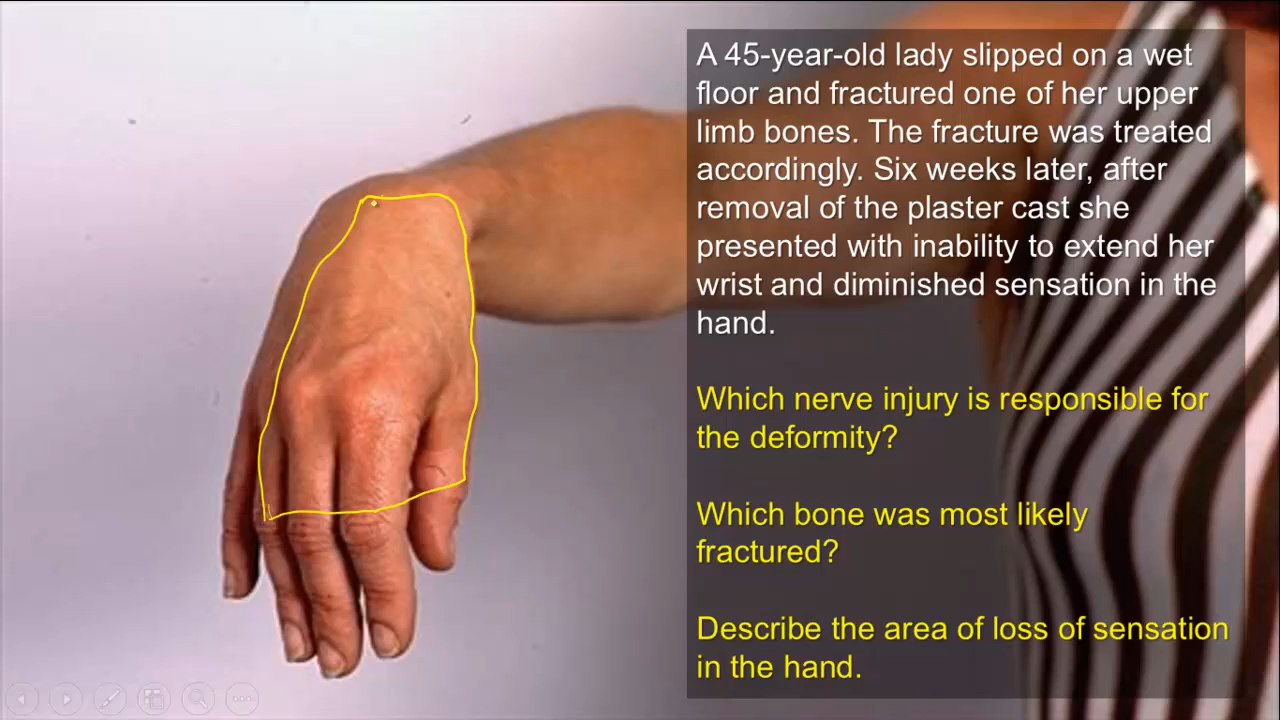 A 45-year-old lady slipped on a wet
floor and fractured one of her upper
limb bones. The fracture was treated
accordingly. Six weeks later, after
removal of the plaster cast she
presented with inability to extend her
wrist and diminished sensation in the
hand.
Which nerve injury is responsible for
the deformity?
Which bone was most likely
fractured?
Describe the area of loss of sensation
in the hand.